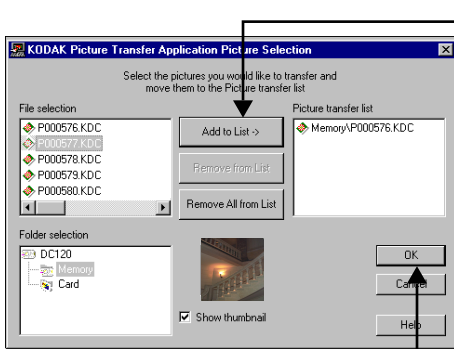 KODAK Picture Transfer Application Picture Selection
Select the pictures you would like to transfer and
move them to the Picture transfer list
File selection
P000576.KDC
P000577.KDC
P000578.KDC
P000579.KDC
P000580.KDC
Add to List ->
Remove from List
Remove All from List
Picture transfer list
Memory\P000576.KDC
Folder selection
DC120
Memory
Card
Show thumbnail
OK
Cancel
Help